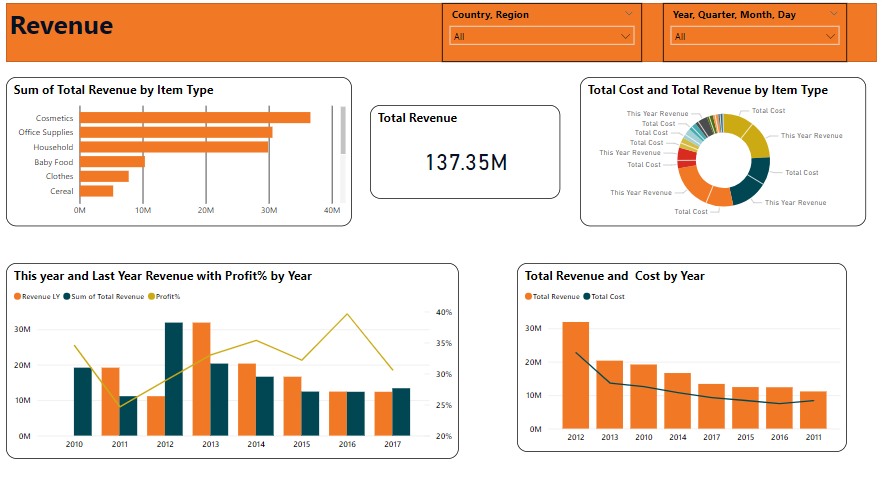 Revenue
Country, Region
All
Year, Quarter, Month, Day
All
Sum of Total Revenue by Item Type
Cosmetics
Office Supplies
Household
Baby Food
Clothes
Cereal
0M 10M 20M 30M 40M
Total Revenue
137.35M
Total Cost and Total Revenue by Item Type
Total Cost
This Year Revenue
Total Cost
This Year Revenue
Total Cost
This Year Revenue
Total Cost
This Year Revenue
Total Cost
Total Cost
Total Cost
This Year Revenue
This year and Last Year Revenue with Profit% by Year
Revenue LY Sum of Total Revenue Profit%
30M
20M
10M
0M
40%
35%
30%
25%
20%
2010 2011 2012 2013 2014 2015 2016 2017
Total Revenue and  Cost by Year
Total Revenue Total Cost
30M
20M
10M
0M
2012 2013 2010 2014 2017 2015 2016 2011